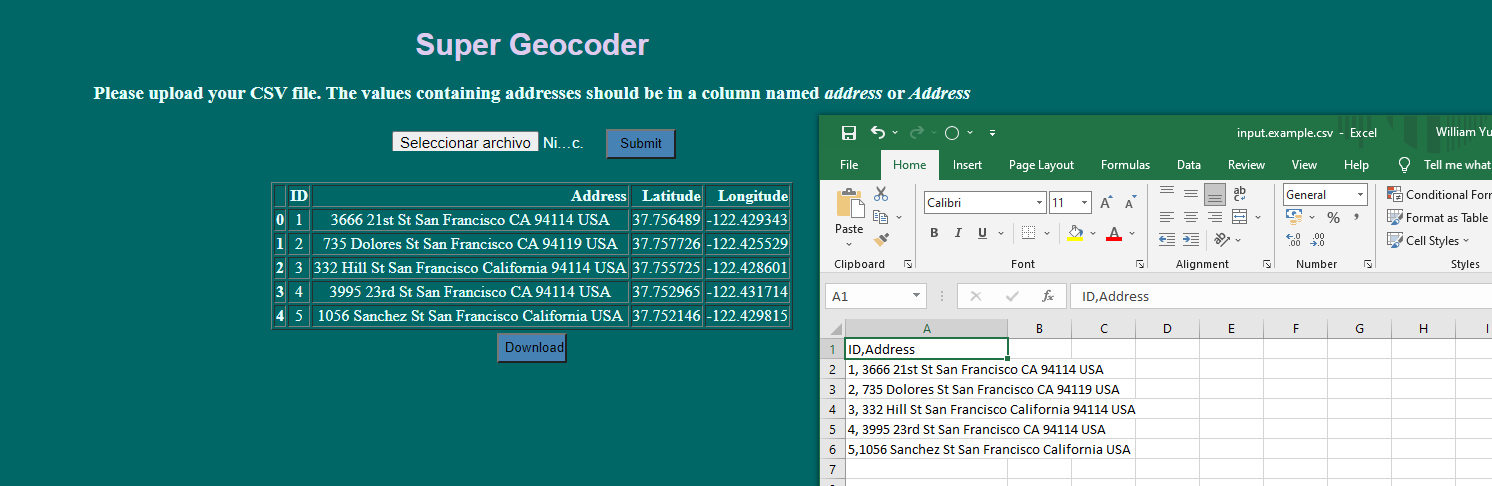 Super Geocoder
Please upload your CSV file. The values containing addresses should be in a column named address or Address
Seleccionar archivo Ni...c. Submit
ID Address Latitude Longitude
0 1 3666 21st St San Francisco CA 94114 USA 37.756489 -122.429343
1 2 735 Dolores St San Francisco CA 94119 USA 37.757726 -122.425529
2 3 332 Hill St San Francisco California 94114 USA 37.755725 -122.428601
3 4 3995 23rd St San Francisco CA 94114 USA 37.752965 -122.431714
4 5 1056 Sanchez St San Francisco California USA 37.752146 -122.429815
Download
input.example.csv - Excel William Yu
File Home Insert Page Layout Formulas Data Review View Help Tell me what
Paste Calibri 11 A A ab c General Conditional For
B I U A % , Format as Table
.00 .0 .00 Cell Styles
Clipboard Font Alignment Number Styles
A1 fx ID,Address
A B C D E F G H I
1 ID,Address
2 1, 3666 21st St San Francisco CA 94114 USA
3 2, 735 Dolores St San Francisco CA 94119 USA
4 3, 332 Hill St San Francisco California 94114 USA
5 4, 3995 23rd St San Francisco CA 94114 USA
6 5,1056 Sanchez St San Francisco California USA
7